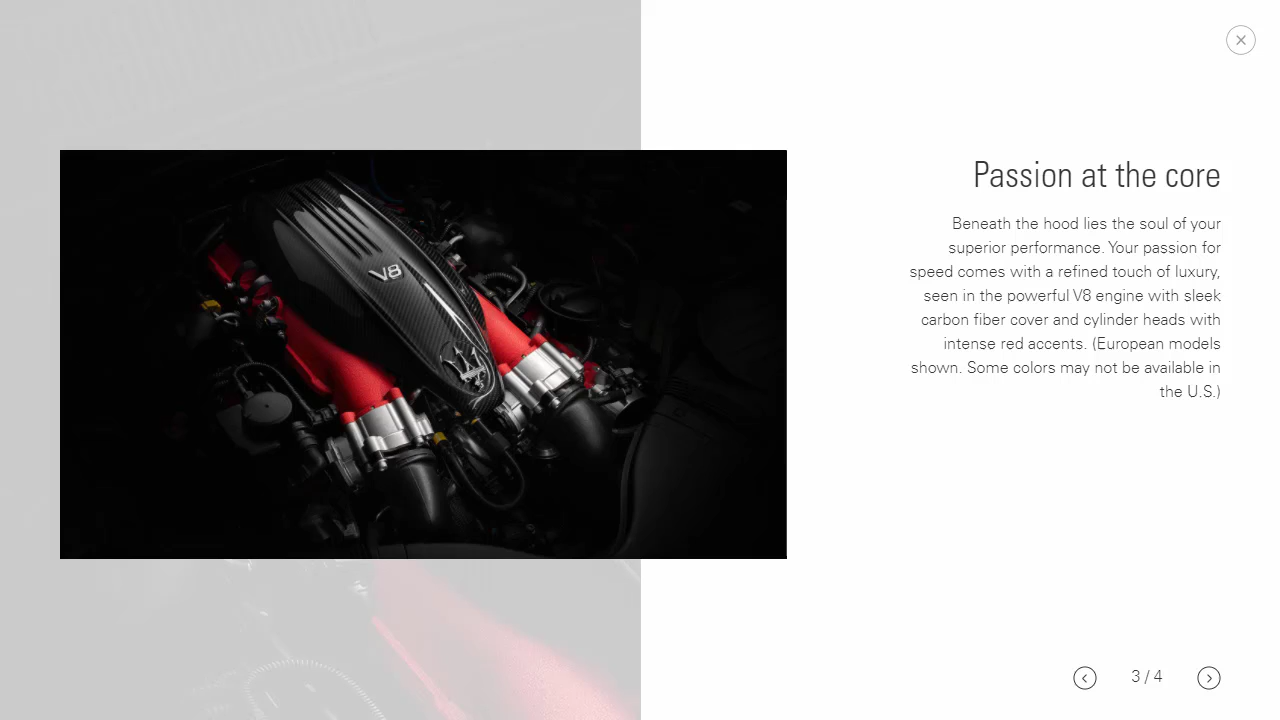 V8
Passion at the core
Beneath the hood lies the soul of your
superior performance. Your passion for
speed comes with a refined touch of luxury,
seen in the powerful V8 engine with sleek
carbon fiber cover and cylinder heads with
intense red accents. (European models
shown. Some colors may not be available in
the U.S.)
3 / 4